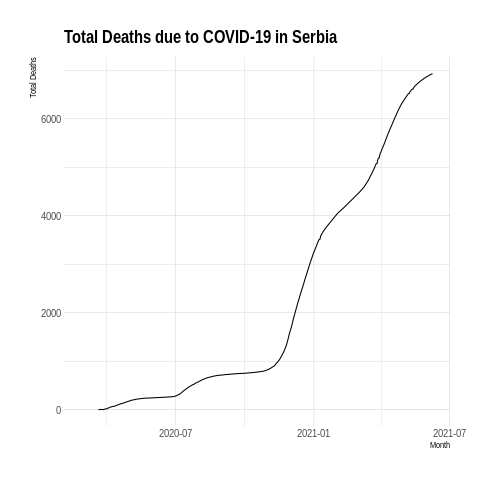 Total Deaths due to COVID-19 in Serbia
Total Deaths
6000
4000
2000
0
2020-07
2021-01
2021-07
Month